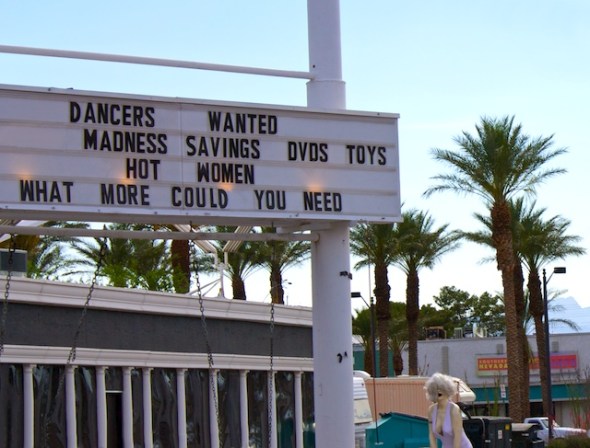 DANCERS WANTED
MADNESS SAVINGS DVDS TOYS
HOT WOMEN
WHAT MORE COULD YOU NEED